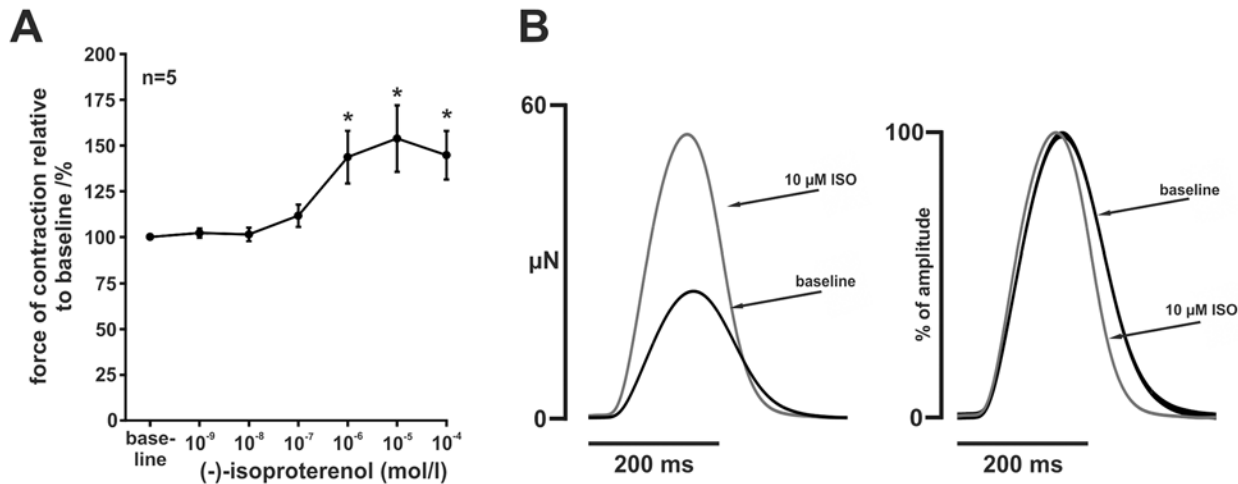 A
B
force of contraction relative
to baseline /%
200
175
150
125
100
75
50
25
0
n=5
*
*
*
base-
line
10⁻⁹
10⁻⁸
10⁻⁷
10⁻⁶
10⁻⁵
10⁻⁴
(-)-isoproterenol (mol/l)
60
µN
0
10 µM ISO
baseline
200 ms
100
% of amplitude
0
baseline
10 µM ISO
200 ms